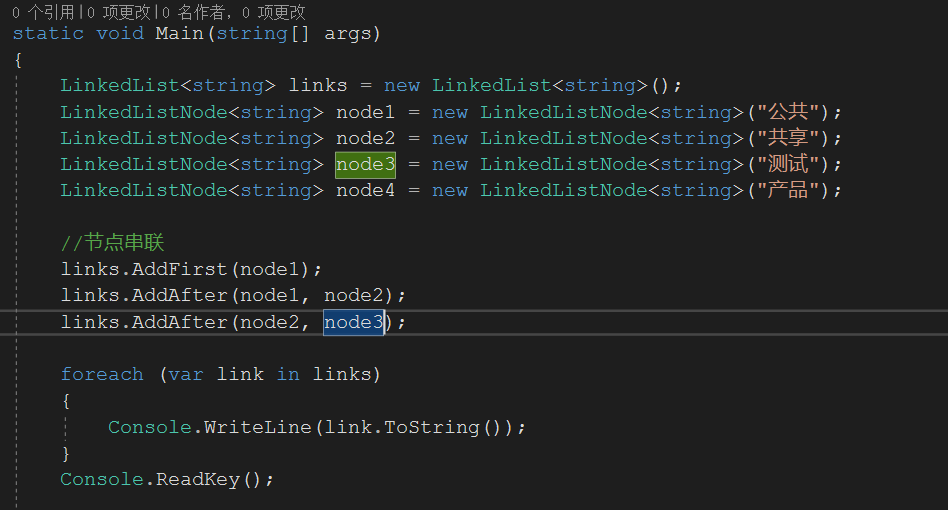 0 个引用|0 项更改|0 名作者, 0 项更改
static void Main(string[] args)
{
    LinkedList<string> links = new LinkedList<string>();
    LinkedListNode<string> node1 = new LinkedListNode<string>("公共");
    LinkedListNode<string> node2 = new LinkedListNode<string>("共享");
    LinkedListNode<string> node3 = new LinkedListNode<string>("测试");
    LinkedListNode<string> node4 = new LinkedListNode<string>("产品");
    //节点串联
    links.AddFirst(node1);
    links.AddAfter(node1, node2);
    links.AddAfter(node2, node3);
    foreach (var link in links)
    {
        Console.WriteLine(link.ToString());
    }
    Console.ReadKey();